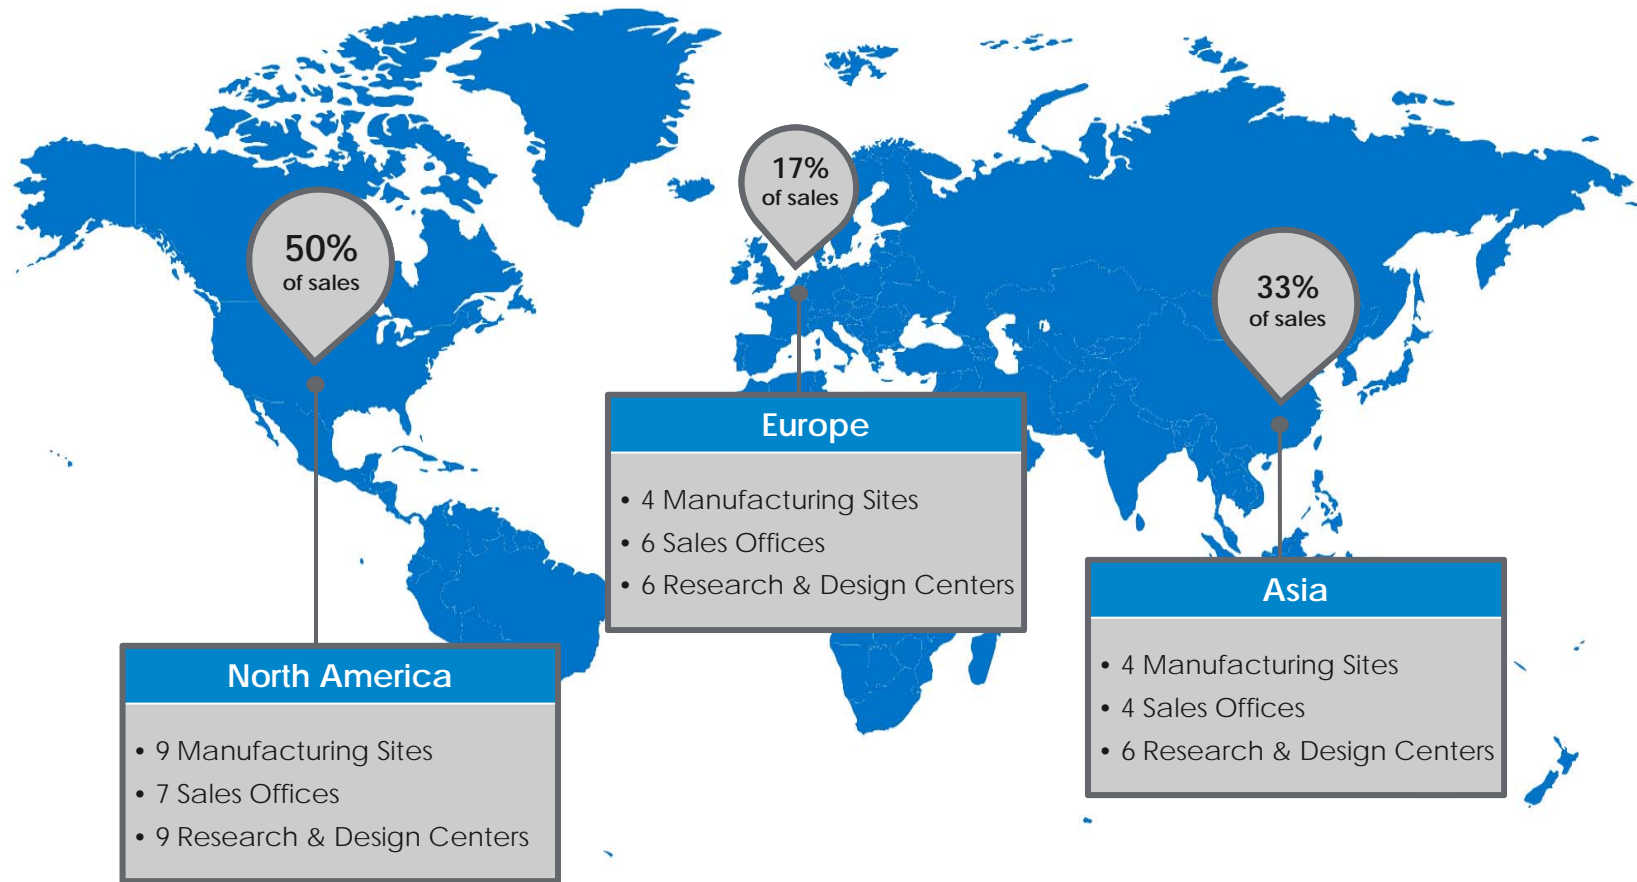 50%
of sales
17%
of sales
33%
of sales
North America
• 9 Manufacturing Sites
• 7 Sales Offices
• 9 Research & Design Centers
Europe
• 4 Manufacturing Sites
• 6 Sales Offices
• 6 Research & Design Centers
Asia
• 4 Manufacturing Sites
• 4 Sales Offices
• 6 Research & Design Centers